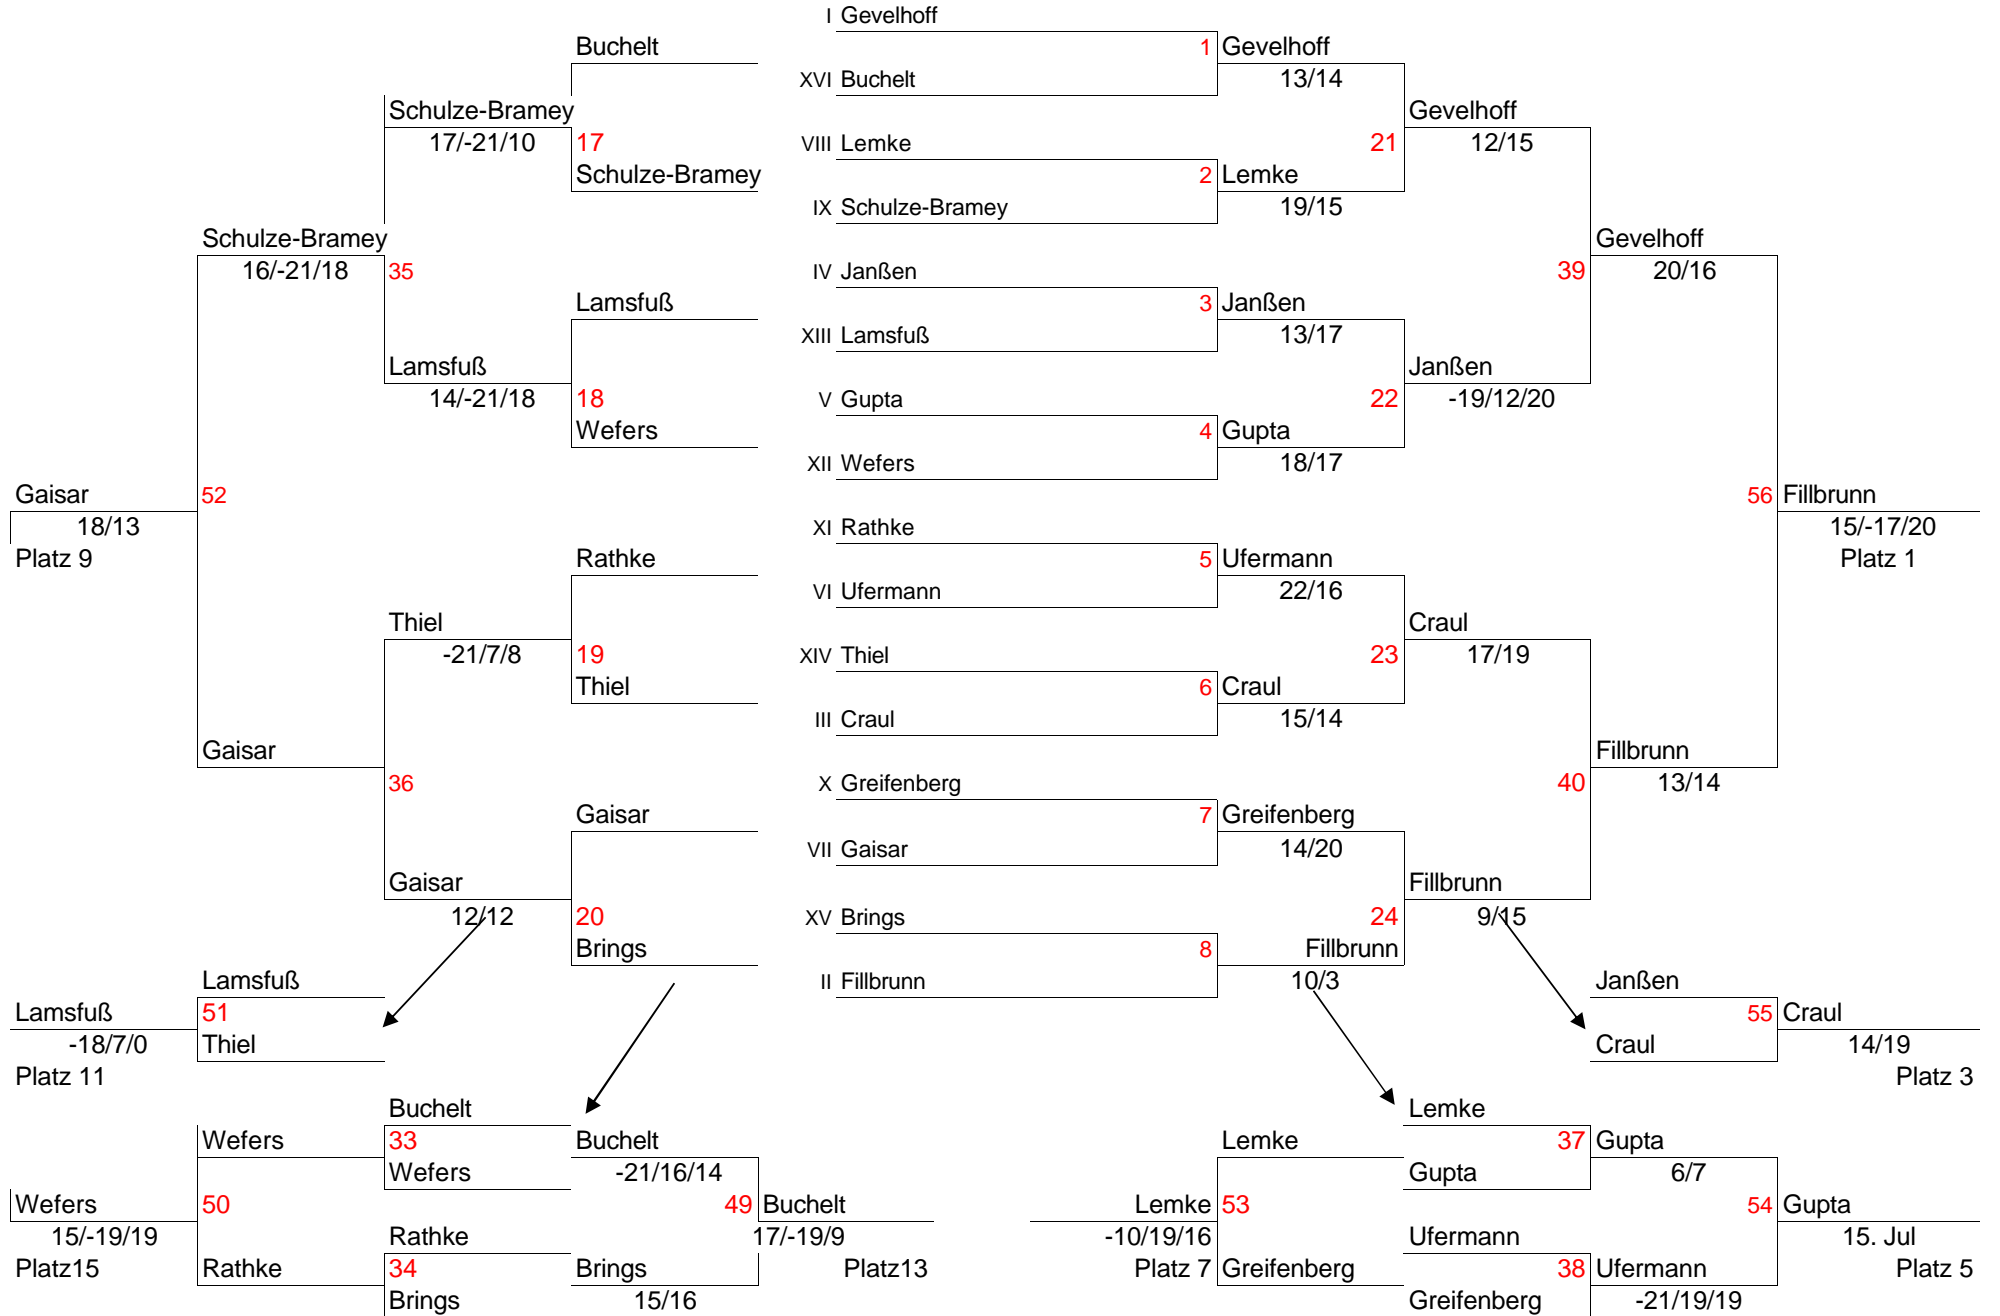 I Gevelhoff
Buchelt
1 Gevelhoff
XVI Buchelt
13/14
Schulze-Bramey
Gevelhoff
17/-21/10
17
VIII Lemke
21
12/15
Schulze-Bramey
2 Lemke
IX Schulze-Bramey
19/15
Schulze-Bramey
Gevelhoff
16/-21/18
35
IV Janßen
39
20/16
Lamsfuß
3 Janßen
XIII Lamsfuß
13/17
Lamsfuß
Janßen
14/-21/18
18
V Gupta
22
-19/12/20
Wefers
4 Gupta
XII Wefers
18/17
Gaisar
52
56 Fillbrunn
18/13
XI Rathke
15/-17/20
Platz 9
Rathke
5 Ufermann
Platz 1
VI Ufermann
22/16
Thiel
Craul
-21/7/8
19
XIV Thiel
23
17/19
Thiel
6 Craul
III Craul
15/14
Gaisar
Fillbrunn
36
X Greifenberg
40
13/14
Gaisar
7 Greifenberg
VII Gaisar
14/20
Gaisar
Fillbrunn
12/12
20
XV Brings
24
9/15
Brings
8
Fillbrunn
Lamsfuß
II Fillbrunn
10/3
Janßen
Lamsfuß
51
55 Craul
-18/7/0
Thiel
Craul
14/19
Platz 11
Platz 3
Buchelt
Lemke
Wefers
33
Buchelt
Lemke
37 Gupta
Wefers
-21/16/14
Gupta
6/7
Wefers
50
49 Buchelt
Lemke 53
54 Gupta
15/-19/19
Rathke
17/-19/9
-10/19/16
Ufermann
15. Jul
Platz15
Rathke
34
Brings
Platz13
Platz 7
Greifenberg
38 Ufermann
Platz 5
Brings
15/16
Greifenberg
-21/19/19